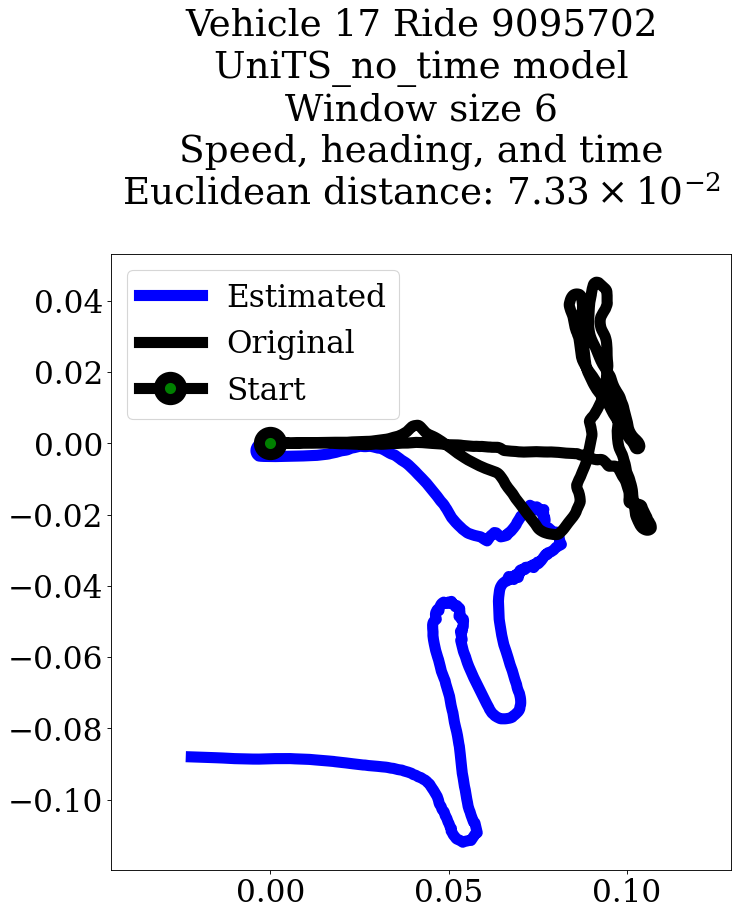 Vehicle 17 Ride 9095702
UniTS_no_time model
Window size 6
Speed, heading, and time
Euclidean distance: 7.33 × 10⁻²
Estimated
Original
Start
0.04
0.02
0.00
−0.02
−0.04
−0.06
−0.08
−0.10
0.00 0.05 0.10